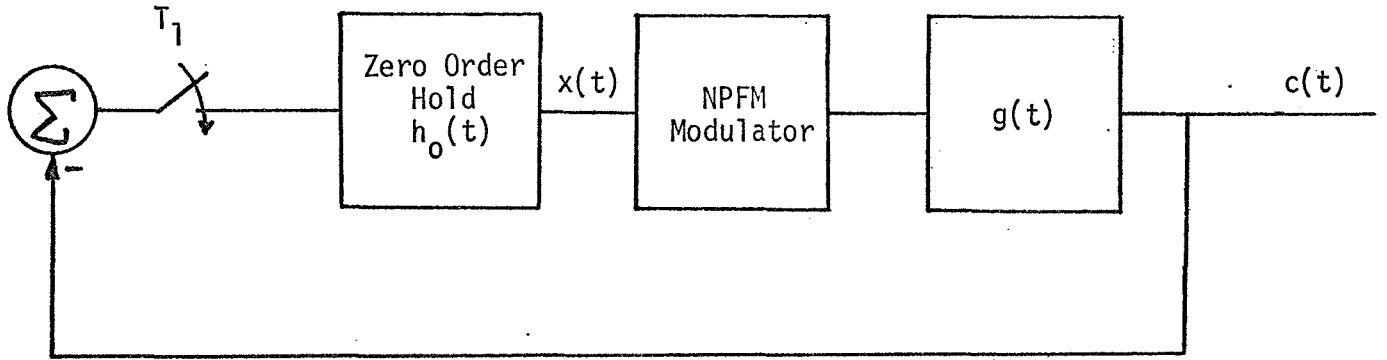 T₁
Σ
-
Zero Order
Hold
hₒ(t)
x(t)
NPFM
Modulator
g(t)
c(t)